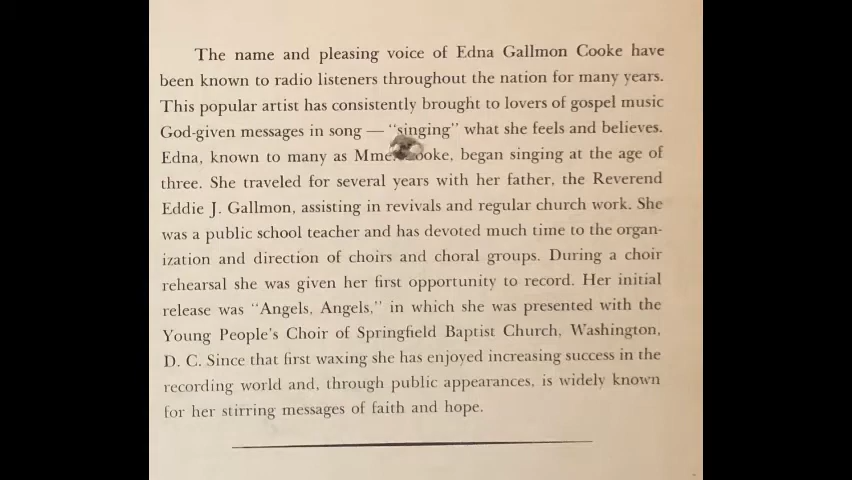 The name and pleasing voice of Edna Gallmon Cooke have
been known to radio listeners throughout the nation for many years.
This popular artist has consistently brought to lovers of gospel music
God-given messages in song — "singing" what she feels and believes.
Edna, known to many as Mme. Cooke, began singing at the age of
three. She traveled for several years with her father, the Reverend
Eddie J. Gallmon, assisting in revivals and regular church work. She
was a public school teacher and has devoted much time to the organ-
ization and direction of choirs and choral groups. During a choir
rehearsal she was given her first opportunity to record. Her initial
release was "Angels, Angels," in which she was presented with the
Young People's Choir of Springfield Baptist Church, Washington,
D. C. Since that first waxing she has enjoyed increasing success in the
recording world and, through public appearances, is widely known
for her stirring messages of faith and hope.